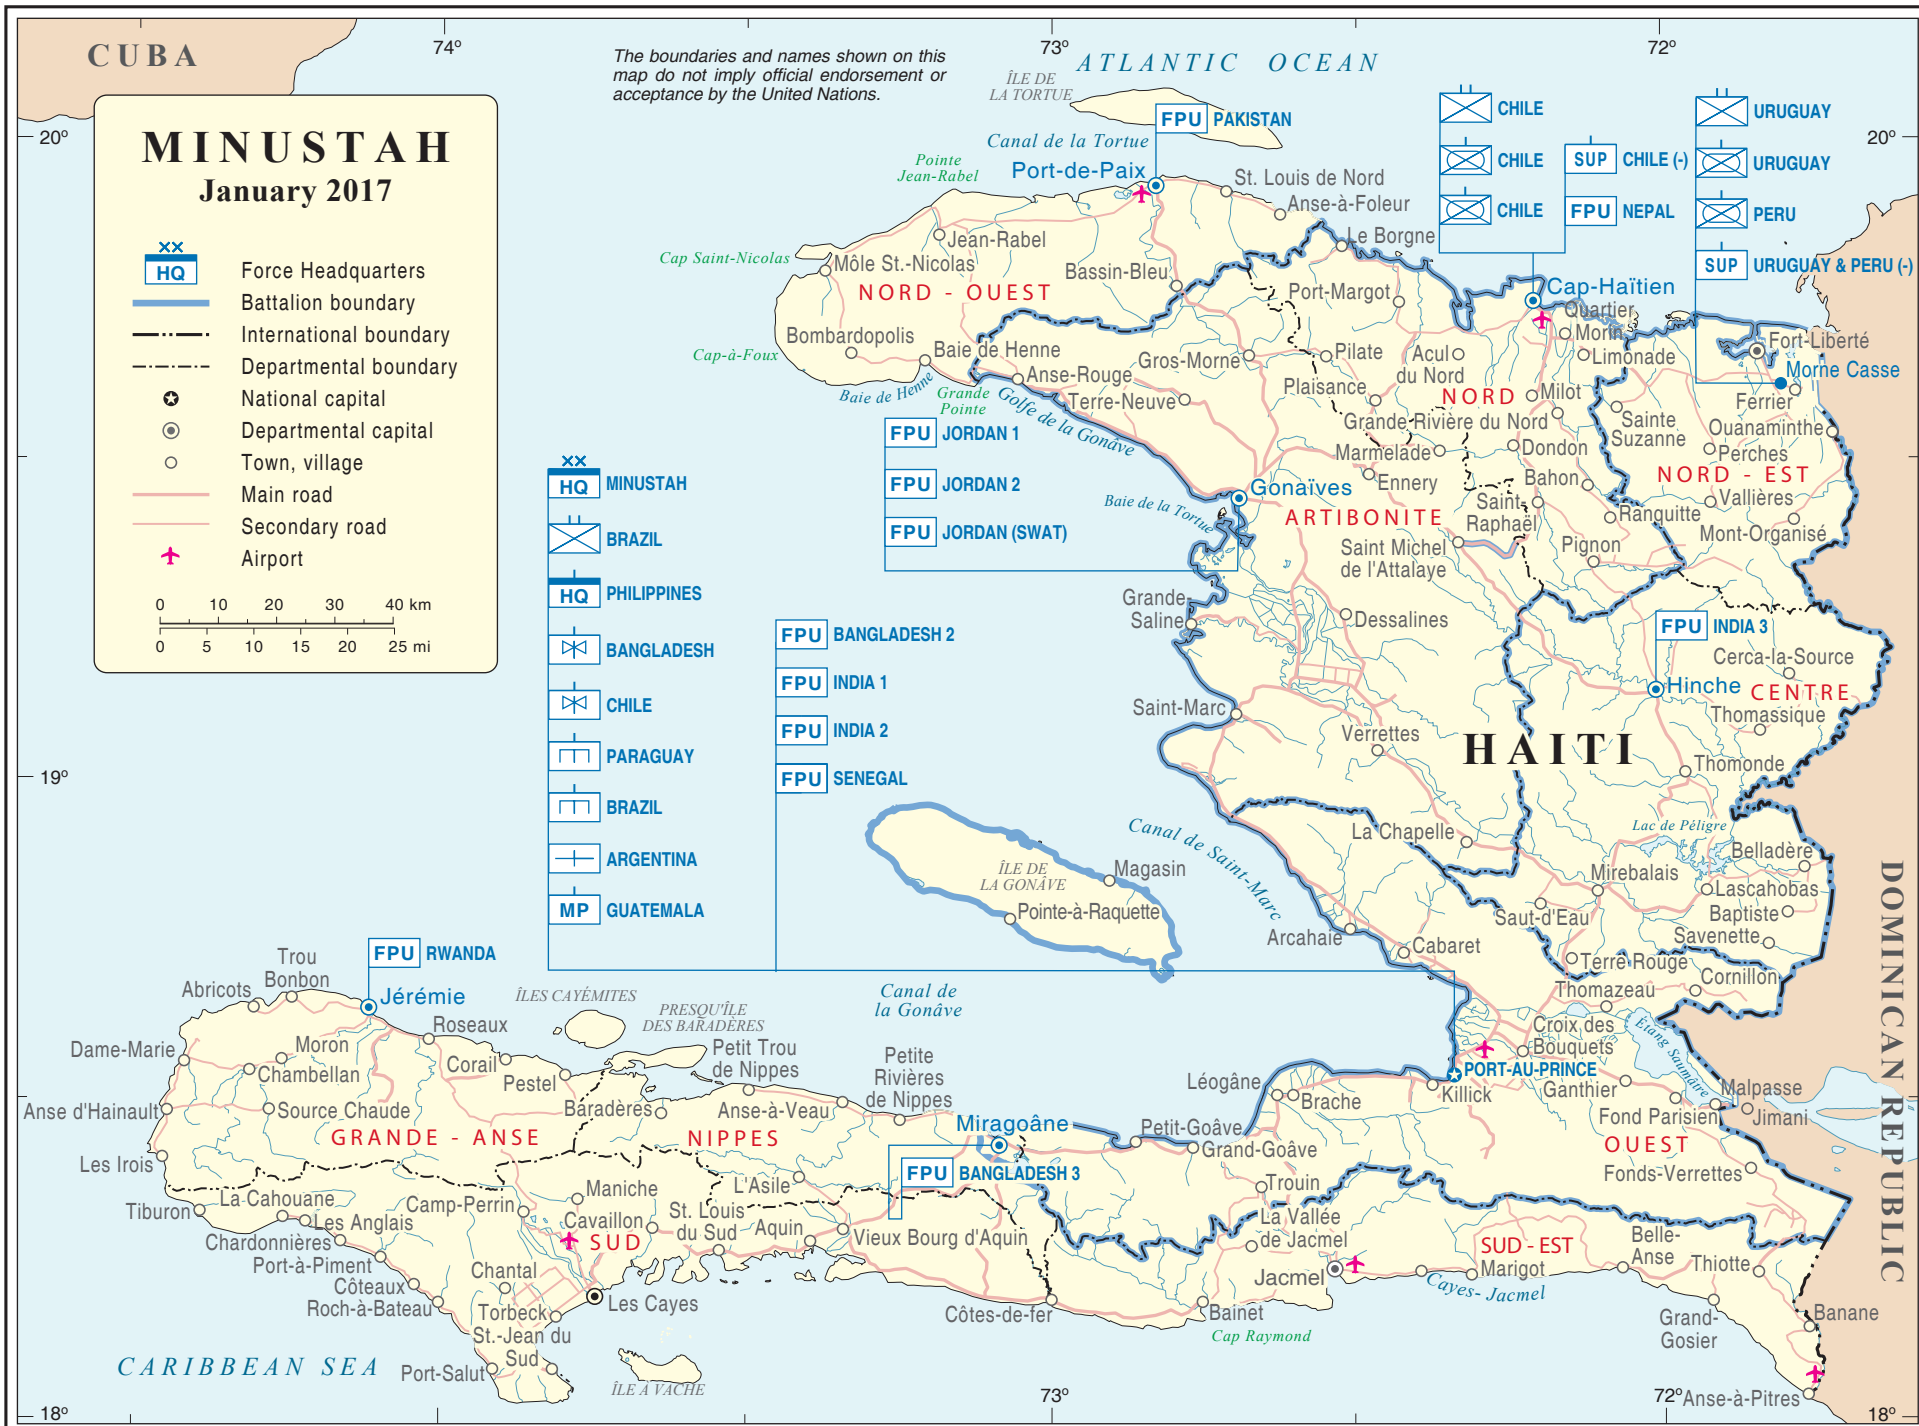 CUBA
74º
73º
72º
The boundaries and names shown on this
map do not imply official endorsement or
acceptance by the United Nations.
ATLANTIC OCEAN
20º
20º
MINUSTAH
January 2017
XX
HQ Force Headquarters
Battalion boundary
International boundary
Departmental boundary
National capital
Departmental capital
Town, village
Main road
Secondary road
Airport
0 10 20 30 40 km
0 5 10 15 20 25 mi
ÎLE DE
LA TORTUE
FPU PAKISTAN
Canal de la Tortue
Port-de-Paix
Pointe
Jean-Rabel
St. Louis de Nord
Anse-à-Foleur
Le Borgne
CHILE
CHILE
CHILE
SUP CHILE (-)
FPU NEPAL
URUGUAY
URUGUAY
PERU
SUP URUGUAY & PERU (-)
Jean-Rabel
Cap Saint-Nicolas
Môle St.-Nicolas
NORD - OUEST
Bassin-Bleu
Port-Margot
Cap-Haïtien
Quartier
Morin
Limonade
Fort-Liberté
Morne Casse
Ferrier
Bombardopolis
Cap-à-Foux
Baie de Henne
Baie de Henne
Anse-Rouge
Gros-Morne
Pilate
Acul
du Nord
Plaisance
NORD
Milot
Terre-Neuve
Grande
Pointe
Golfe de la Gonâve
Grande Rivière du Nord
Sainte
Suzanne
Ouanaminthe
Perches
FPU JORDAN 1
FPU JORDAN 2
FPU JORDAN (SWAT)
Marmelade
Dondon
Ennery
Bahon
NORD - EST
Vallières
Baie de la Tortue
Gonaïves
ARTIBONITE
Saint-
Raphaël
Ranquitte
Mont-Organisé
Saint Michel
de l'Attalaye
Pignon
XX
HQ MINUSTAH
BRAZIL
HQ PHILIPPINES
BANGLADESH
CHILE
PARAGUAY
BRAZIL
ARGENTINA
MP GUATEMALA
FPU BANGLADESH 2
FPU INDIA 1
FPU INDIA 2
FPU SENEGAL
Grande-
Saline
Dessalines
FPU INDIA 3
Cerca-la-Source
Hinche
CENTRE
Thomassique
Saint-Marc
Verrettes
HAITI
Thomonde
19º
Lac de Péligre
La Chapelle
Canal de Saint-Marc
Belladère
Mirebalais
Lascahobas
Baptiste
Saut-d'Eau
Savenette
ÎLE DE
LA GONÂVE
Magasin
Pointe-à-Raquette
Arcahaie
Cabaret
Terre Rouge
Cornillon
Thomazeau
DOMINICAN REPUBLIC
FPU RWANDA
Trou
Bonbon
Abricots
Jérémie
ÎLES CAYÉMITES
PRESQU'ÎLE
DES BARADÈRES
Canal de
la Gonâve
Roseaux
Dame-Marie
Moron
Chambellan
Corail
Pestel
Petit Trou
de Nippes
Petite
Rivières
de Nippes
Croix des
Bouquets
Etang Saumâtre
PORT-AU-PRINCE
Léogâne
Brache
Killick
Ganthier
Malpasse
Fond Parisien
Jimani
Anse d'Hainault
Source Chaude
Baradères
Anse-à-Veau
GRANDE - ANSE
NIPPES
Miragoâne
Petit-Goâve
Grand-Goâve
OUEST
Fonds-Verrettes
Les Irois
FPU BANGLADESH 3
L'Asile
Trouin
Tiburon
La Cahouane
Les Anglais
Camp-Perrin
Maniche
Cavaillon
St. Louis
du Sud
Aquin
Vieux Bourg d'Aquin
La Vallée
de Jacmel
SUD
SUD - EST
Belle-
Anse
Thiotte
Chardonnières
Port-à-Piment
Côteaux
Roch-à-Bateau
Chantal
Torbeck
Les Cayes
Jacmel
Marigot
Cayes-Jacmel
Côtes-de-fer
Bainet
Cap Raymond
Grand-
Gosier
Banane
St.-Jean du
Sud
Port-Salut
ÎLE À VACHE
CARIBBEAN SEA
Anse-à-Pitres
18º
73º
72º
18º